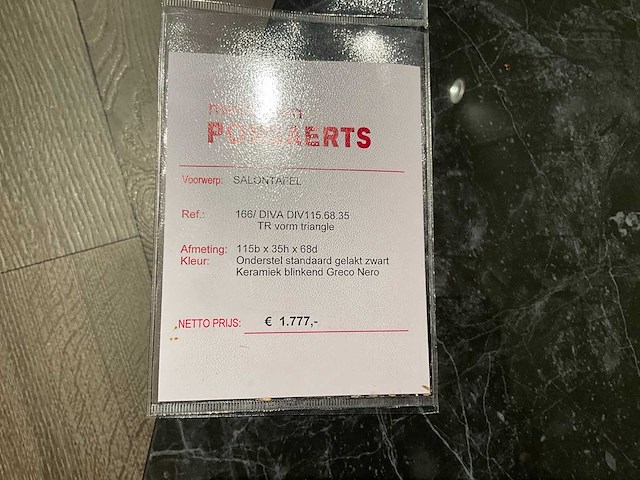 Voorwerp: SALONTAFEL
Ref.: 166/ DIVA DIV115.68.35
TR vorm triangle
Afmeting: 115b x 35h x 68d
Kleur: Onderstel standaard gelakt zwart
Keramiek blinkend Greco Nero
NETTO PRIJS: € 1.777,-